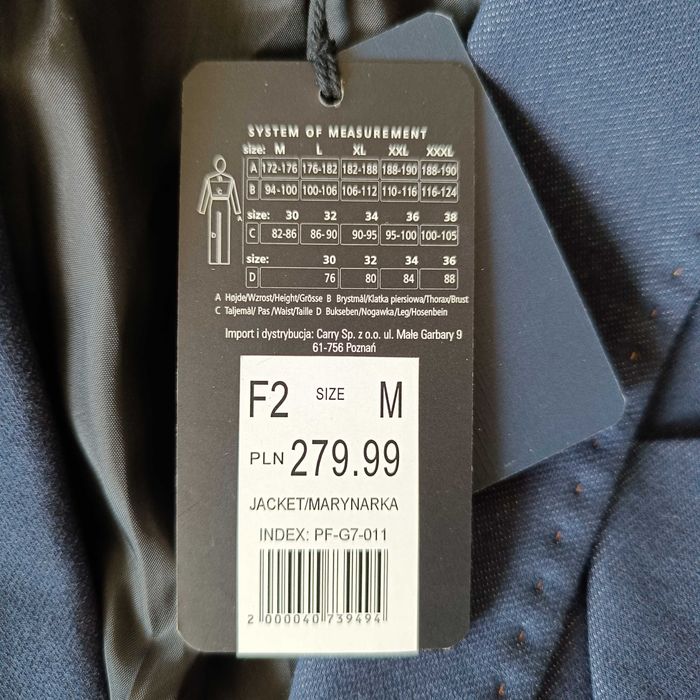 SYSTEM OF MEASUREMENT
size: M L XL XXL XXXL
A 172-176 176-182 182-188 188-190 188-190
B 94-100 100-106 106-112 110-116 116-124
size: 30 32 34 36 38
C 82-86 86-90 90-95 95-100 100-105
size: 30 32 34 36
D 76 80 84 88
C
A
D
A Højde/Wzrost/Height/Grösse B Brystmål/Klatka piersiowa/Thorax/Brust
C Taljemål/ Pas /Waist/Taille D Bukseben/Nogawka/Leg/Hosenbein
Import i dystrybucja: Carry Sp. z o.o. ul. Małe Garbary 9
61-756 Poznań
F2 SIZE M
PLN 279.99
JACKET/MARYNARKA
INDEX: PF-G7-011
2 000040 739494